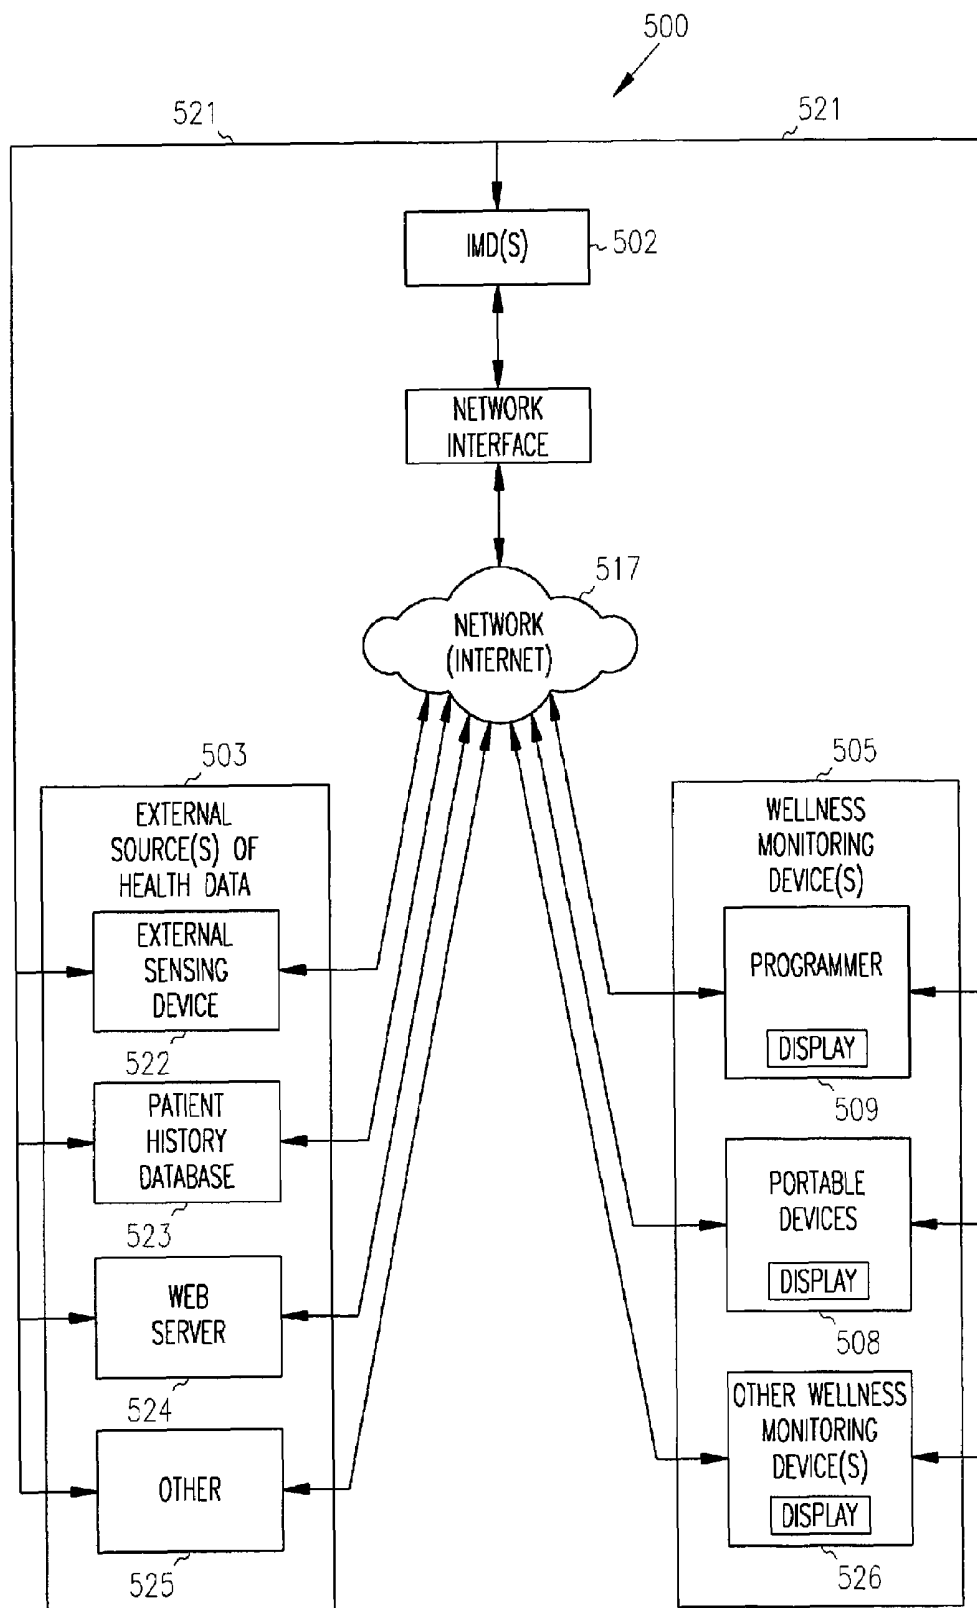 500
521
521
IMD(S)
502
NETWORK
INTERFACE
517
NETWORK
(INTERNET)
503
EXTERNAL
SOURCE(S) OF
HEALTH DATA
EXTERNAL
SENSING
DEVICE
522
PATIENT
HISTORY
DATABASE
523
WEB
SERVER
524
OTHER
525
505
WELLNESS
MONITORING
DEVICE(S)
PROGRAMMER
DISPLAY
509
PORTABLE
DEVICES
DISPLAY
508
OTHER WELLNESS
MONITORING
DEVICE(S)
DISPLAY
526